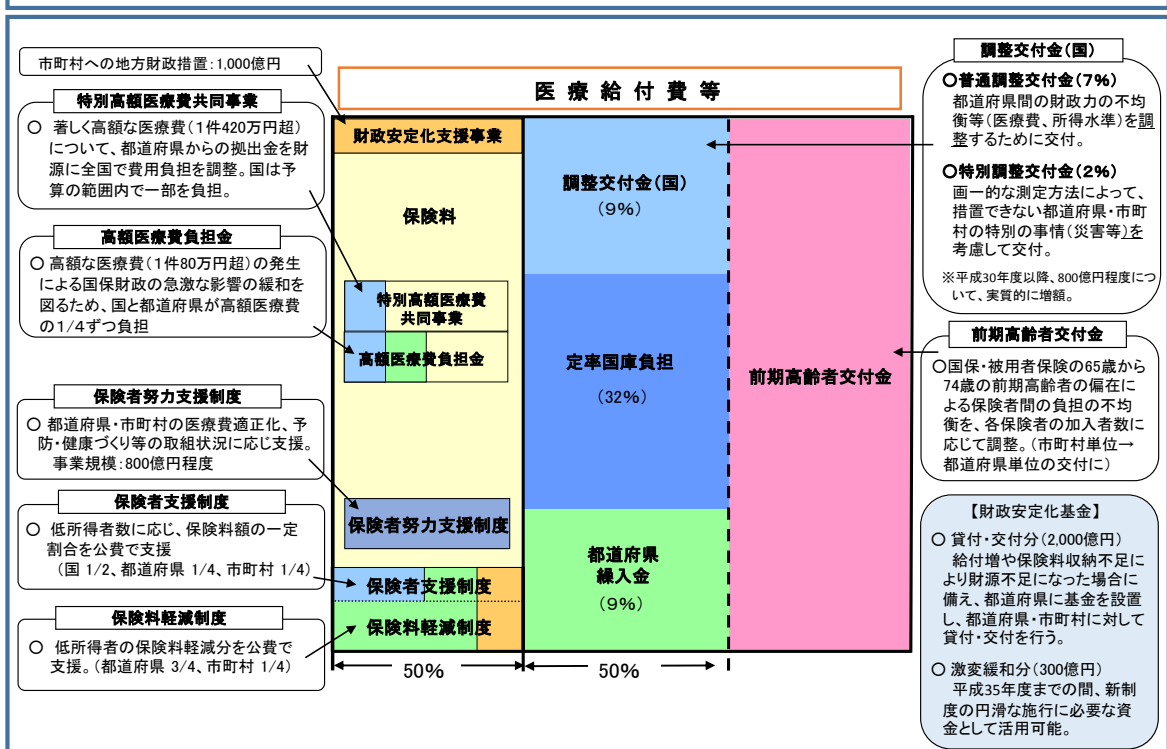 市町村への地方財政措置:1,000億円
特別高額医療費共同事業
○ 著しく高額な医療費(1件420万円超)
について、都道府県からの拠出金を財
源に全国で費用負担を調整。国は予
算の範囲内で一部を負担。
高額医療費負担金
○ 高額な医療費(1件80万円超)の発生
による国保財政の急激な影響の緩和を
図るため、国と都道府県が高額医療費
の1/4ずつ負担
保険者努力支援制度
○ 都道府県・市町村の医療費適正化、予
防・健康づくり等の取組状況に応じ支援。
事業規模:800億円程度
保険者支援制度
○ 低所得者数に応じ、保険料額の一定
割合を公費で支援
(国 1/2、都道府県 1/4、市町村 1/4)
保険料軽減制度
○ 低所得者の保険料軽減分を公費で
支援。(都道府県 3/4、市町村 1/4)
医 療 給 付 費 等
財政安定化支援事業
保険料
特別高額医療費
共同事業
高額医療費負担金
保険者努力支援制度
保険者支援制度
保険料軽減制度
50%
調整交付金(国)
(9%)
定率国庫負担
(32%)
都道府県
繰入金
(9%)
50%
前期高齢者交付金
調整交付金(国)
○普通調整交付金(7%)
都道府県間の財政力の不均
衡等(医療費、所得水準)を調
整するために交付。
○特別調整交付金(2%)
画一的な測定方法によって、
措置できない都道府県・市町
村の特別の事情(災害等)を
考慮して交付。
※平成30年度以降、800億円程度につ
いて、実質的に増額。
前期高齢者交付金
○国保・被用者保険の65歳から
74歳の前期高齢者の偏在に
よる保険者間の負担の不均
衡を、各保険者の加入者数に
応じて調整。(市町村単位→
都道府県単位の交付に)
【財政安定化基金】
○ 貸付・交付分(2,000億円)
給付増や保険料収納不足に
より財源不足になった場合に
備え、都道府県に基金を設置
し、都道府県・市町村に対して
貸付・交付を行う。
○ 激変緩和分(300億円)
平成35年度までの間、新制
度の円滑な施行に必要な資
金として活用可能。